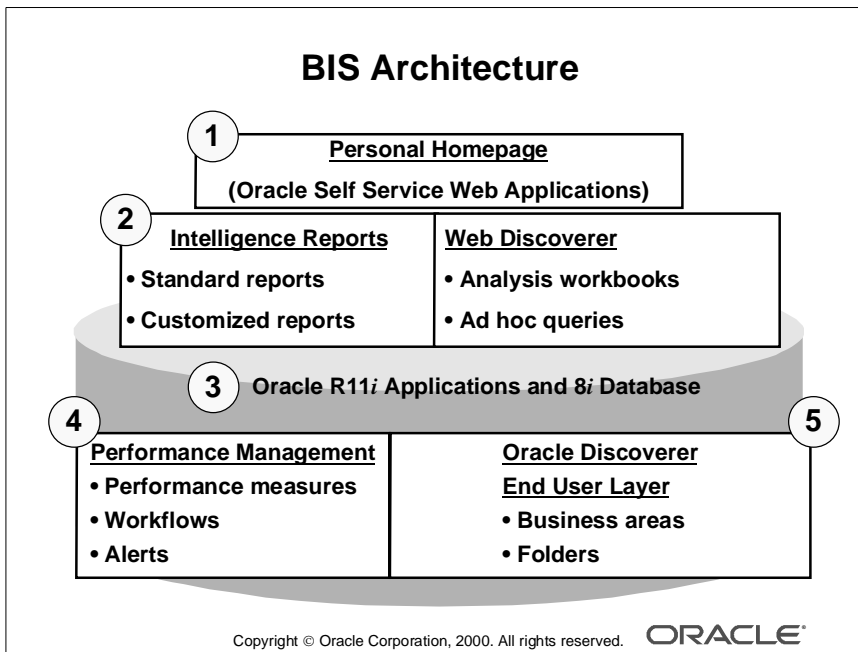 BIS Architecture
1
Personal Homepage
(Oracle Self Service Web Applications)
2
Intelligence Reports
• Standard reports
• Customized reports
Web Discoverer
• Analysis workbooks
• Ad hoc queries
3
Oracle R11i Applications and 8i Database
4
Performance Management
• Performance measures
• Workflows
• Alerts
5
Oracle Discoverer
End User Layer
• Business areas
• Folders
Copyright © Oracle Corporation, 2000. All rights reserved.
ORACLE®